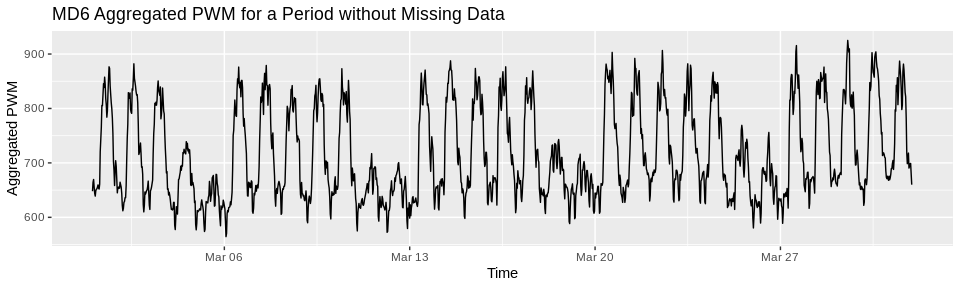 MD6 Aggregated PWM for a Period without Missing Data
Aggregated PWM
900
800
700
600
Mar 06
Mar 13
Mar 20
Mar 27
Time